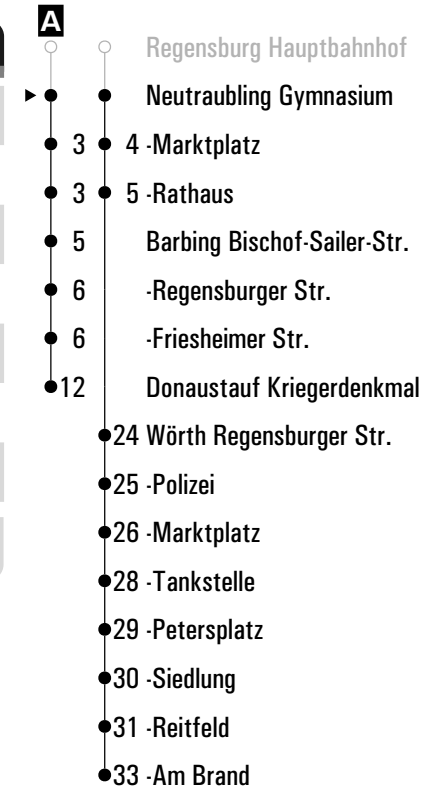 A
Regensburg Hauptbahnhof
Neutraubling Gymnasium
3 4 -Marktplatz
3 5 -Rathaus
5 Barbing Bischof-Sailer-Str.
6 -Regensburger Str.
6 -Friesheimer Str.
12 Donaustauf Kriegerdenkmal
24 Wörth Regensburger Str.
25 -Polizei
26 -Marktplatz
28 -Tankstelle
29 -Petersplatz
30 -Siedlung
31 -Reitfeld
33 -Am Brand